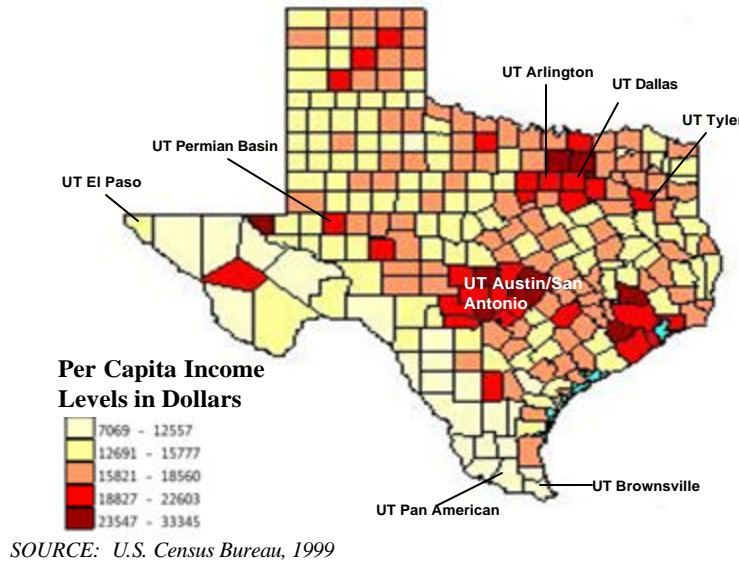 UT Arlington
UT Dallas
UT Tyler
UT Permian Basin
UT El Paso
UT Austin/San
Antonio
Per Capita Income
Levels in Dollars
7069 - 12557
12691 - 15777
15821 - 18560
18827 - 22603
23547 - 33345
UT Brownsville
UT Pan American
SOURCE: U.S. Census Bureau, 1999